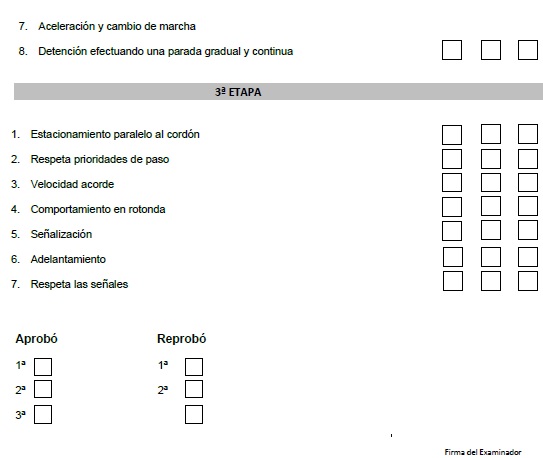 7. Aceleración y cambio de marcha
8. Detención efectuando una parada gradual y continua
3ª ETAPA
1. Estacionamiento paralelo al cordón
2. Respeta prioridades de paso
3. Velocidad acorde
4. Comportamiento en rotonda
5. Señalización
6. Adelantamiento
7. Respeta las señales
Aprobó Reprobó
1ª 1ª
2ª 2ª
3ª
Firma del Examinador